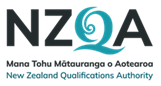 NZQA
Mana Tohu Mātauranga o Aotearoa
New Zealand Qualifications Authority